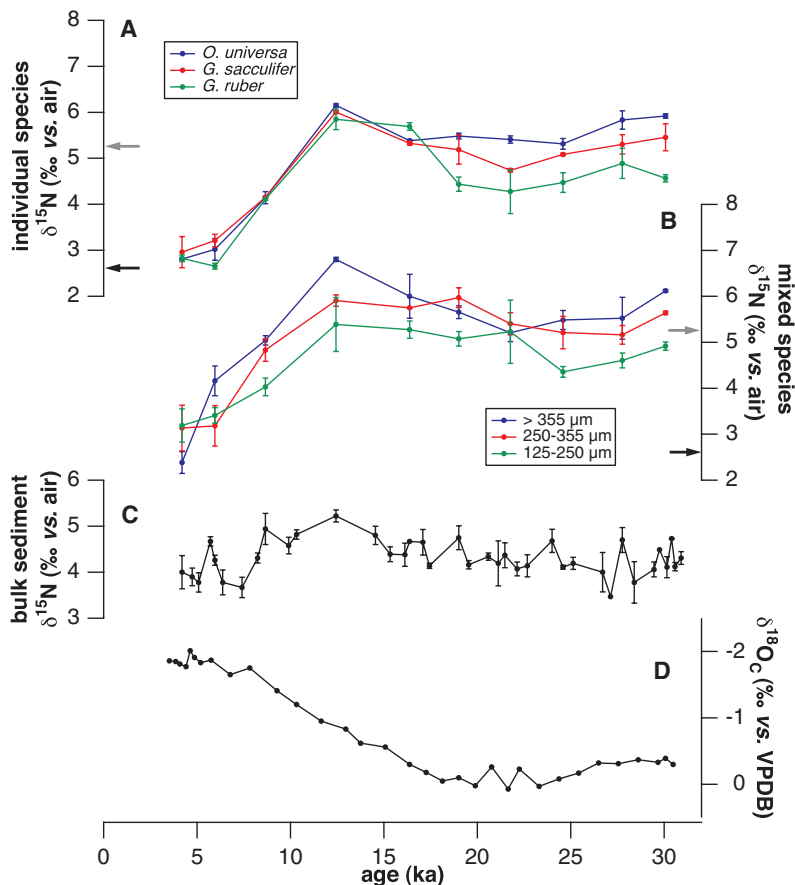 A
O. universa
G. sacculifer
G. ruber
individual species
δ15N (‰ vs. air)
8
7
6
5
4
3
2
B
mixed species
δ15N (‰ vs. air)
8
7
6
5
4
3
2
> 355 µm
250-355 µm
125-250 µm
C
bulk sediment
δ15N (‰ vs. air)
6
5
4
3
D
δ18OC (‰ vs. VPDB)
-2
-1
0
0
5
10
15
20
25
30
age (ka)